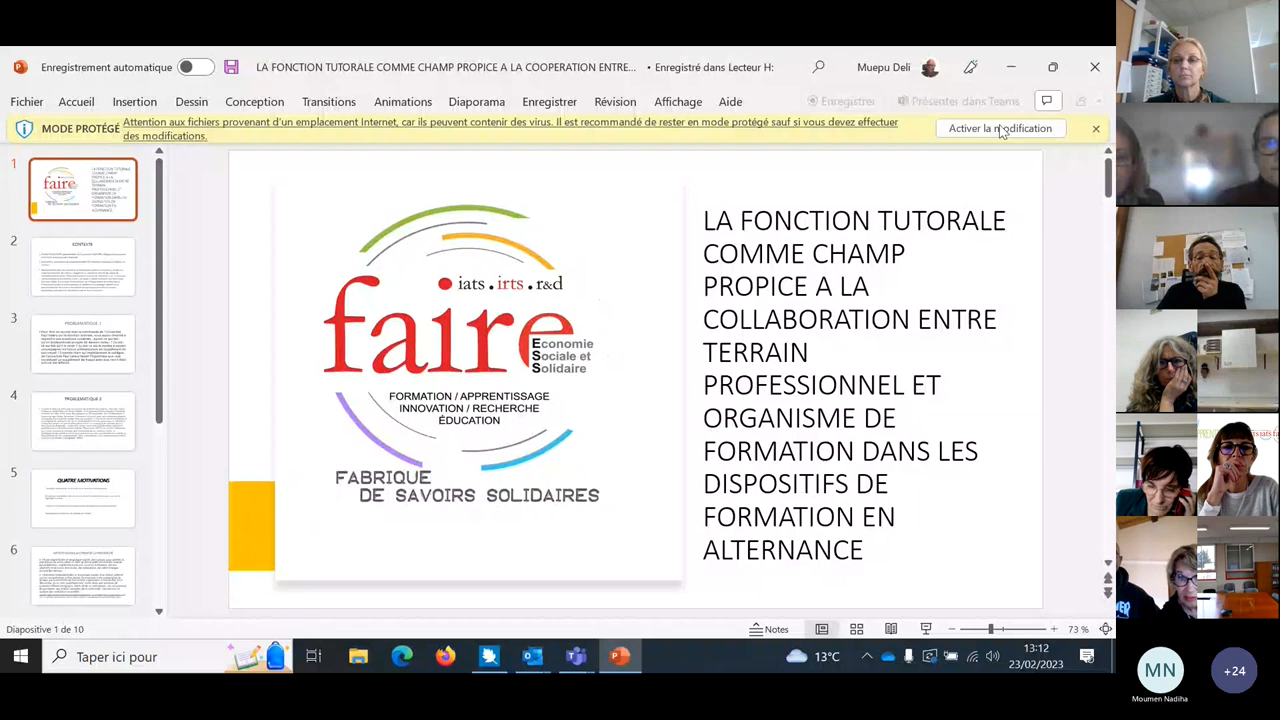 Enregistrement automatique
LA FONCTION TUTORALE COMME CHAMP PROPICE A LA COOPERATION ENTRE... • Enregistré dans Lecteur H:
Muepu Deli
Fichier Accueil Insertion Dessin Conception Transitions Animations Diaporama Enregistrer Révision Affichage Aide
Enregistrer Présenter dans Teams
MODE PROTÉGÉ Attention aux fichiers provenant d'un emplacement Internet, car ils peuvent contenir des virus. Il est recommandé de rester en mode protégé sauf si vous devez effectuer
des modifications.
Activer la modification
1
2
CONTEXTE
3
PROBLEMATIQUE 1
4
PROBLEMATIQUE 2
5
QUATRE MOTIVATIONS
6
iats.irts.r&d
faire
Economie
Sociale et
Solidaire
FORMATION / APPRENTISSAGE
INNOVATION / RECHERCHE
ÉDUCATION
FABRIQUE
DE SAVOIRS SOLIDAIRES
LA FONCTION TUTORALE
COMME CHAMP
PROPICE A LA
COLLABORATION ENTRE
TERRAIN
PROFESSIONNEL ET
ORGANISME DE
FORMATION DANS LES
DISPOSITIFS DE
FORMATION EN
ALTERNANCE
Diapositive 1 de 10
Notes
73 %
Taper ici pour
13°C
13:12
23/02/2023
MN
Moumen Nadiha
+24